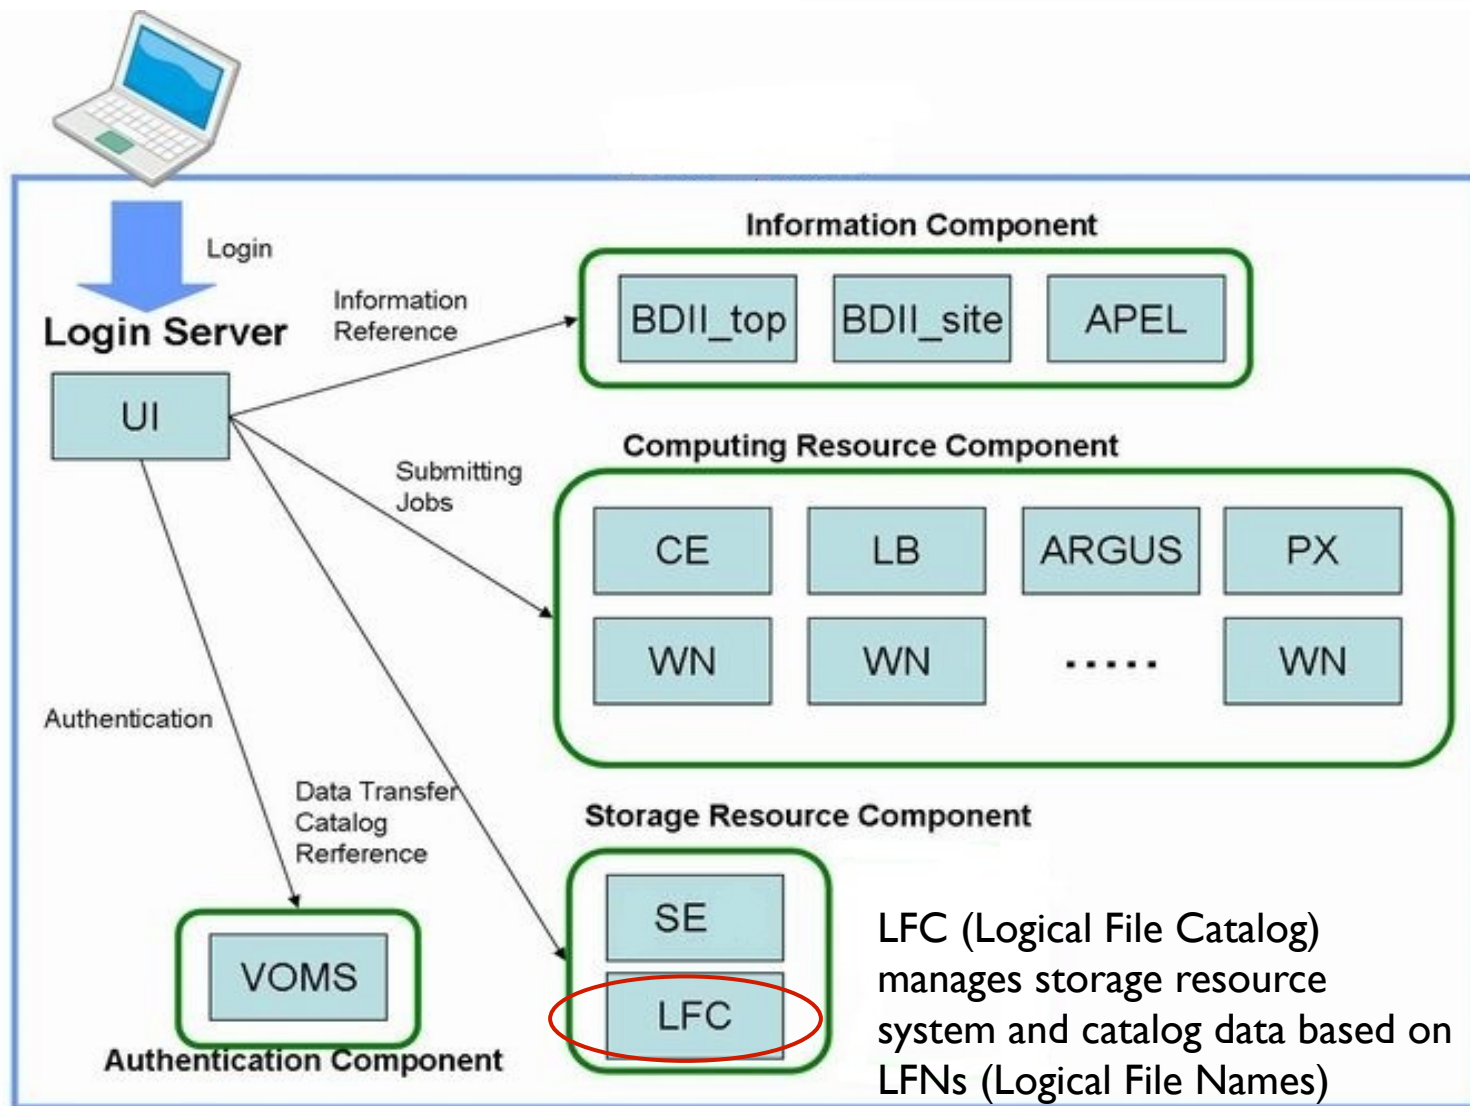 Login
Login Server
UI
Information
Reference
Information Component
BDII_top
BDII_site
APEL
Submitting
Jobs
Computing Resource Component
CE
LB
ARGUS
PX
WN
WN
.....
WN
Authentication
Data Transfer
Catalog
Rerference
VOMS
Authentication Component
Storage Resource Component
SE
LFC
LFC (Logical File Catalog)
manages storage resource
system and catalog data based on
LFNs (Logical File Names)